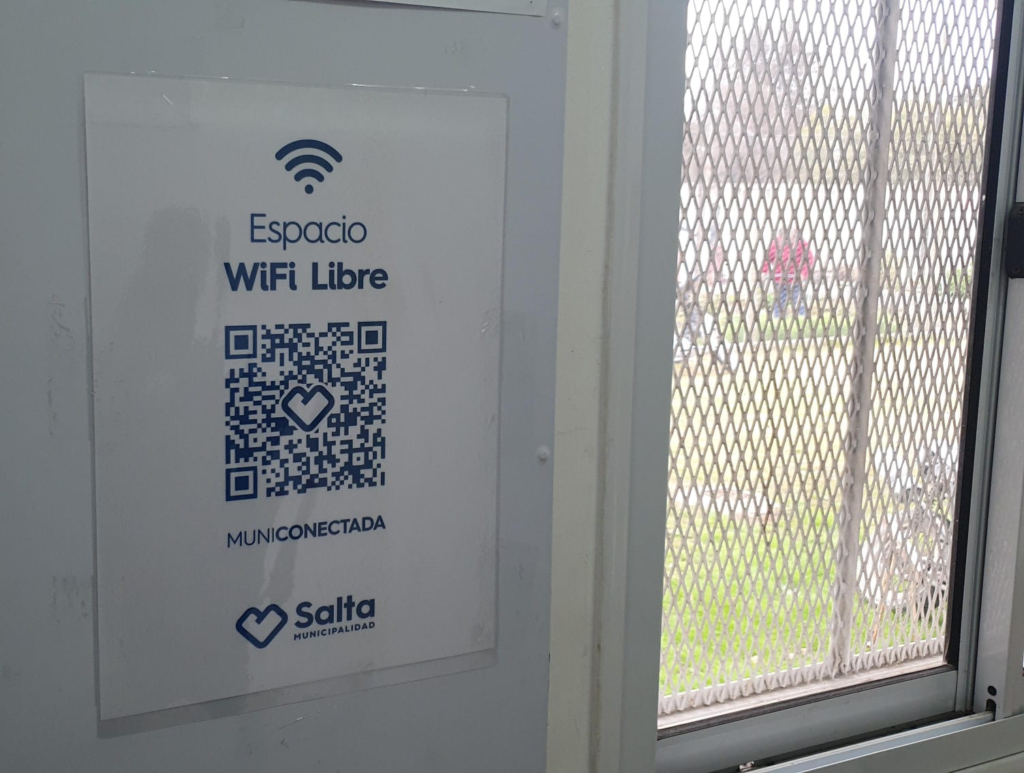 Espacio
WiFi Libre
MUNICONECTADA
Salta
MUNICIPALIDAD